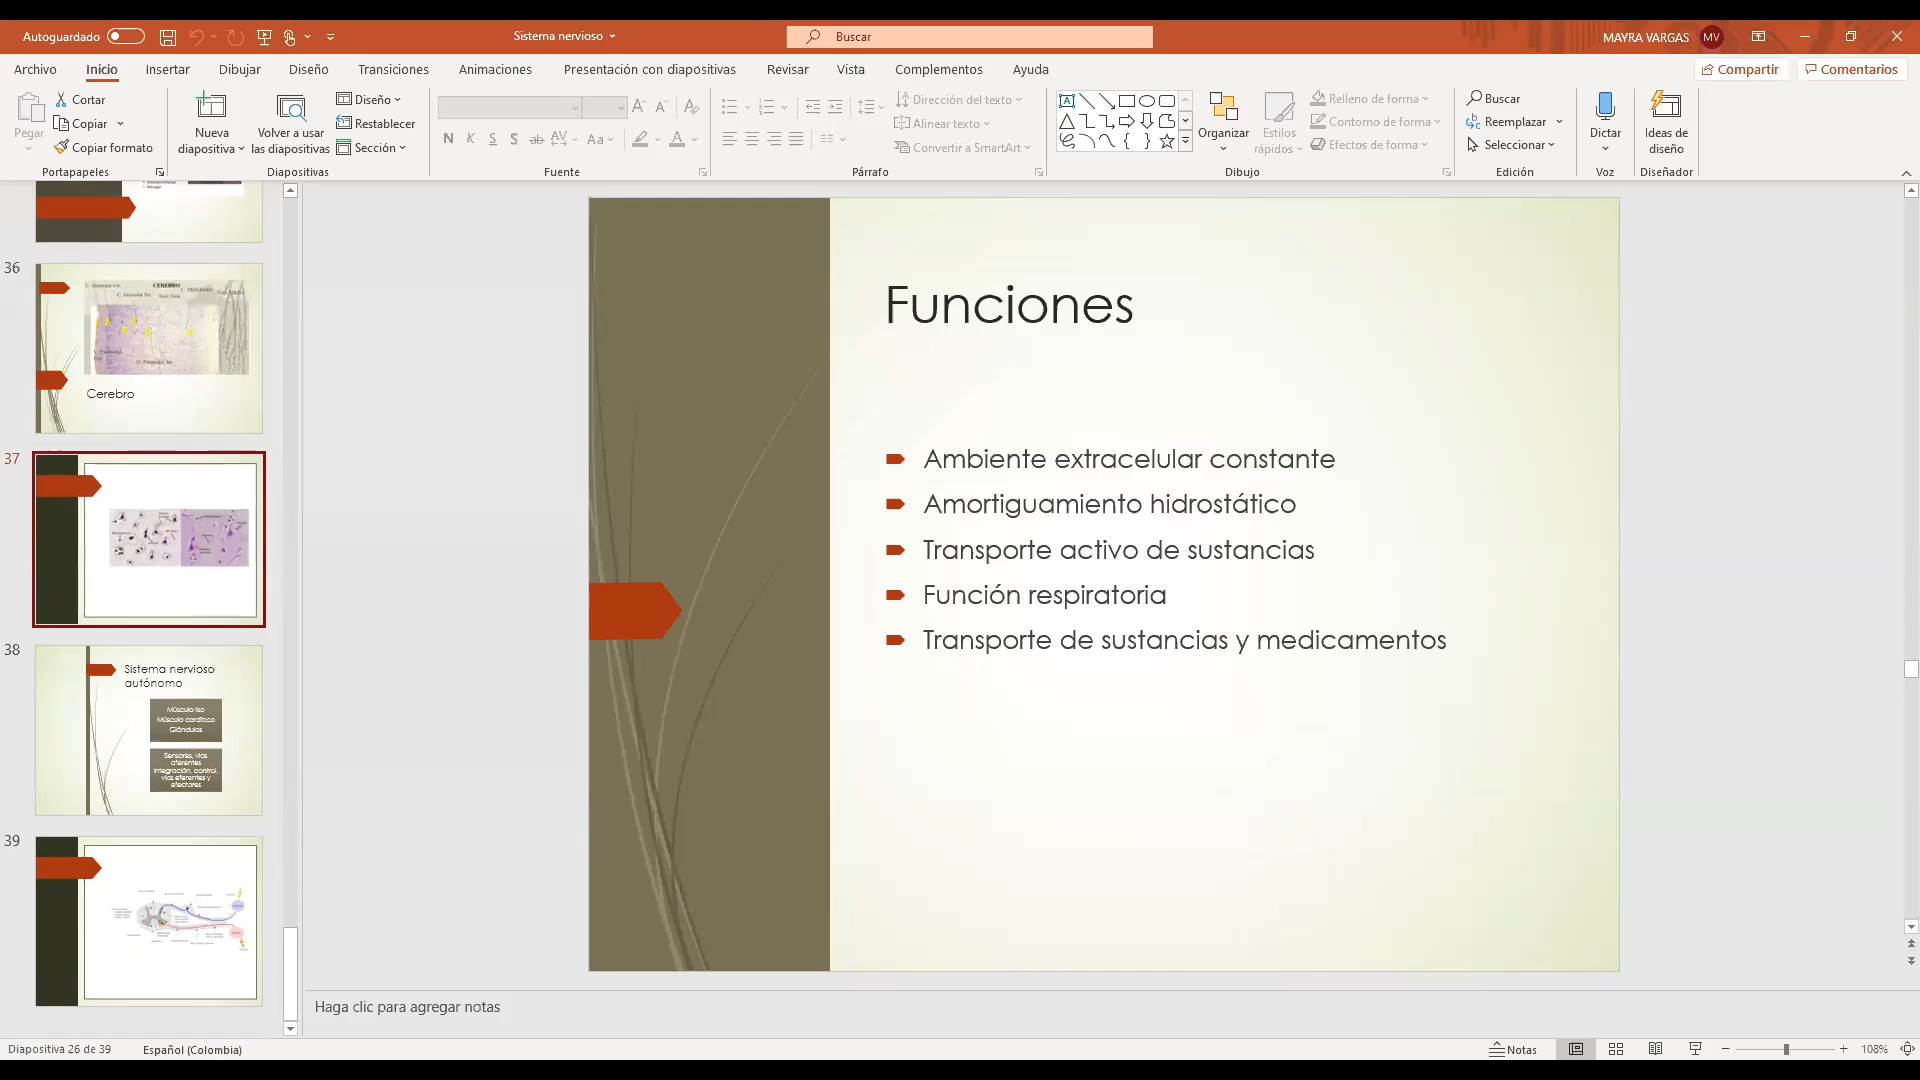 Autoguardado
Sistema nervioso
Buscar
MAYRA VARGAS
MV
Archivo
Inicio
Insertar
Dibujar
Diseño
Transiciones
Animaciones
Presentación con diapositivas
Revisar
Vista
Complementos
Ayuda
Compartir
Comentarios
Pegar
Cortar
Copiar
Copiar formato
Portapapeles
Nueva
diapositiva
Volver a usar
las diapositivas
Diseño
Restablecer
Sección
Diapositivas
N K S S ab AV Aa A
Fuente
Dirección del texto
Alinear texto
Convertir a SmartArt
Párrafo
Organizar
Estilos
rápidos
Relleno de forma
Contorno de forma
Efectos de forma
Dibujo
Buscar
Reemplazar
Seleccionar
Edición
Dictar
Voz
Ideas de
diseño
Diseñador
36
CEREBRO
Cerebro
37
38
Sistema nervioso
autónomo
Músculo liso
Músculo cardíaco
Glándulas
Sensores, vías
aferentes
Integración, control,
vías eferentes y
efectores
39
Funciones
Ambiente extracelular constante
Amortiguamiento hidrostático
Transporte activo de sustancias
Función respiratoria
Transporte de sustancias y medicamentos
Haga clic para agregar notas
Diapositiva 26 de 39
Español (Colombia)
Notas
108%